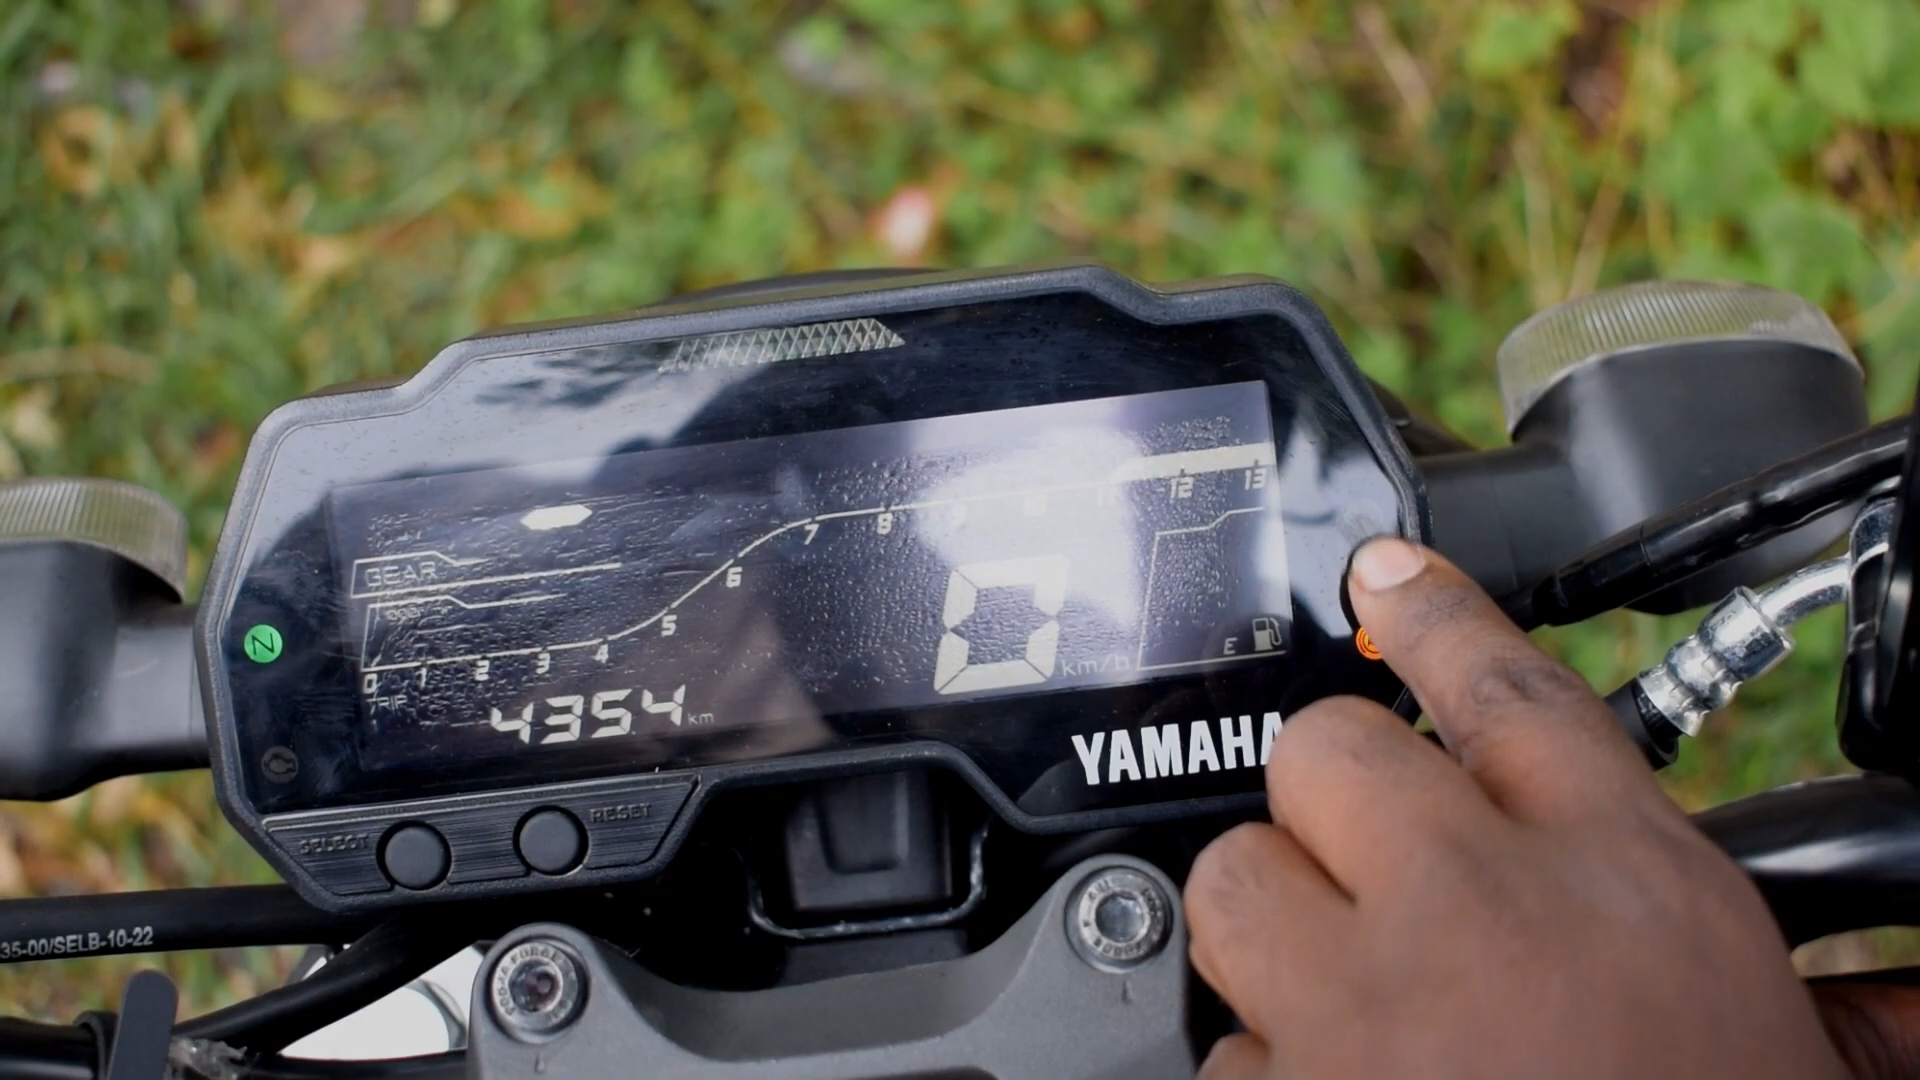 12 13
7 8
GEAR
6
5
N
4
3
2
1
0
0
km/h
E
TRIP
4354 km
YAMAHA
SELECT RESET
35-00/SELB-10-22